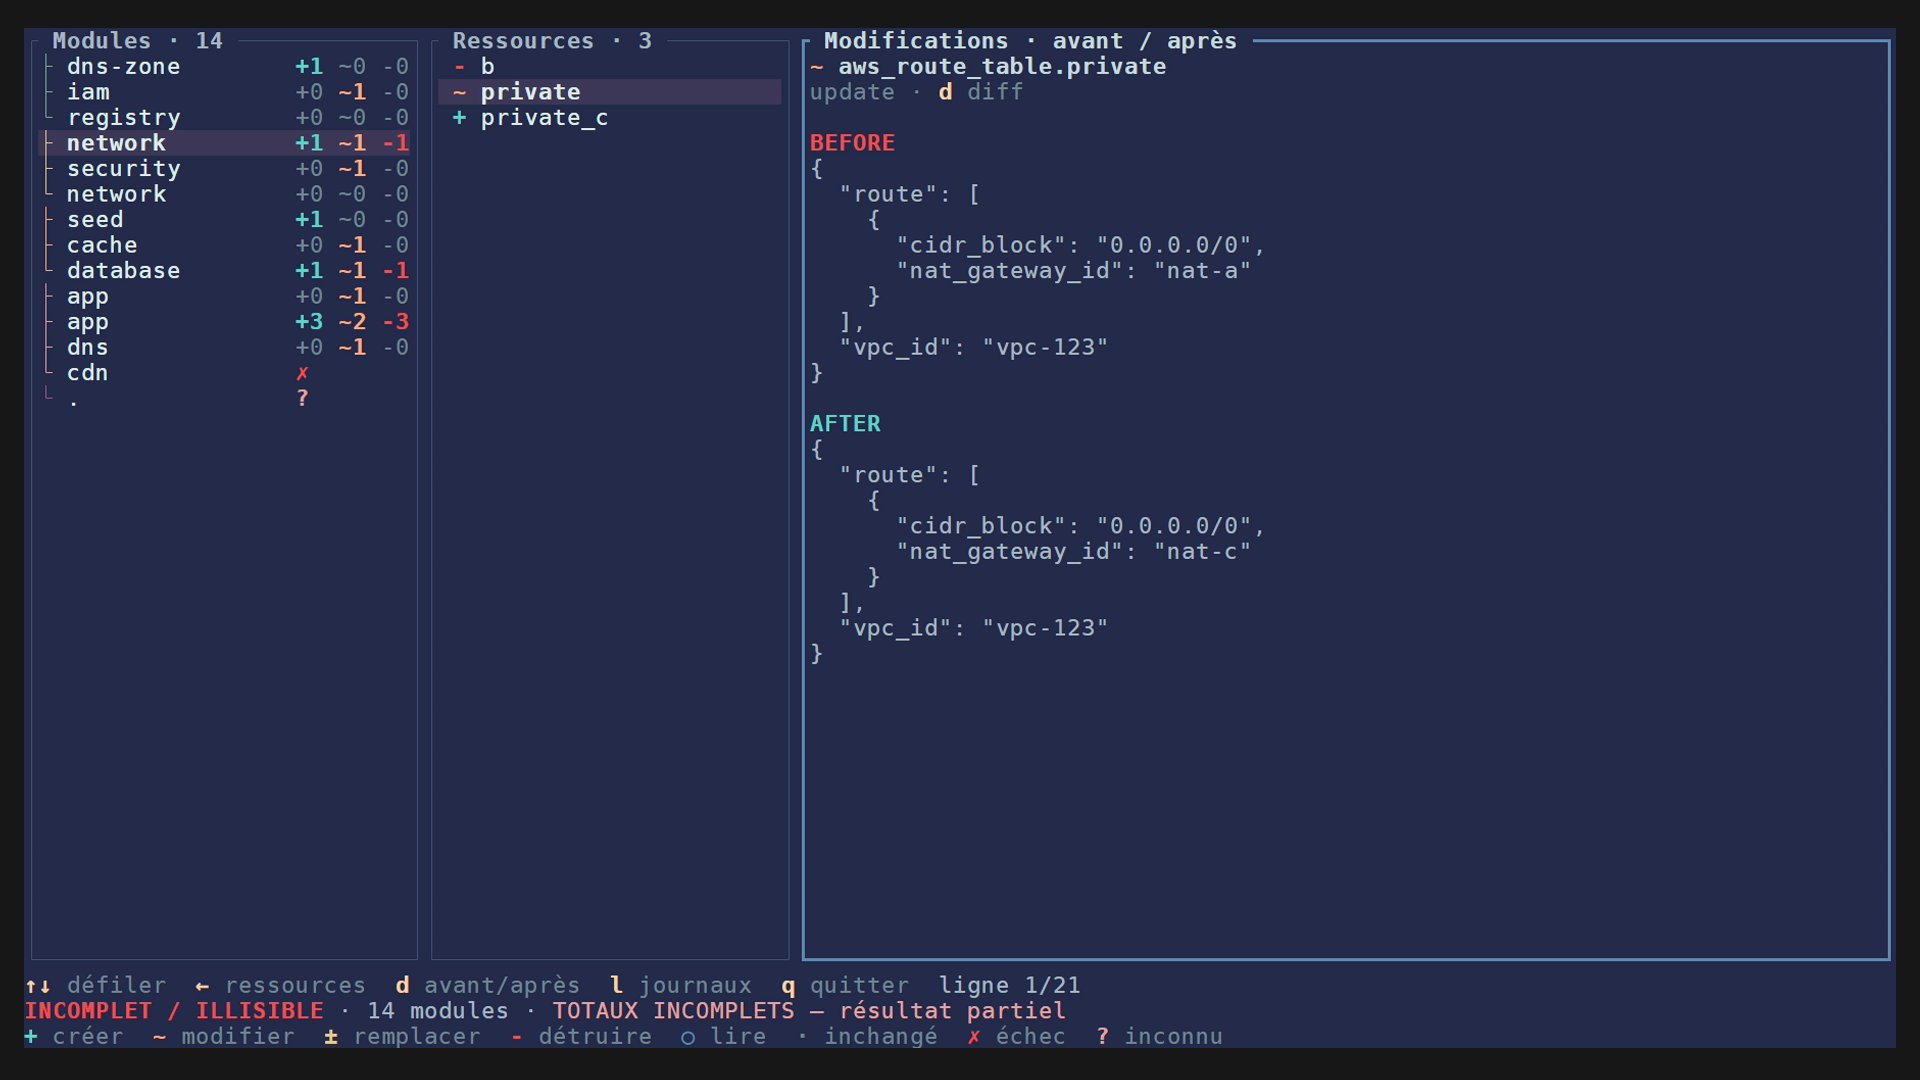 Modules · 14
dns-zone +1 ~0 -0
iam +0 ~1 -0
registry +0 ~0 -0
network +1 ~1 -1
security +0 ~1 -0
network +0 ~0 -0
seed +1 ~0 -0
cache +0 ~1 -0
database +1 ~1 -1
app +0 ~1 -0
app +3 ~2 -3
dns +0 ~1 -0
cdn ✗
. ?
Ressources · 3
- b
~ private
+ private_c
Modifications · avant / après
~ aws_route_table.private
update · d diff
BEFORE
{
  "route": [
    {
      "cidr_block": "0.0.0.0/0",
      "nat_gateway_id": "nat-a"
    }
  ],
  "vpc_id": "vpc-123"
}
AFTER
{
  "route": [
    {
      "cidr_block": "0.0.0.0/0",
      "nat_gateway_id": "nat-c"
    }
  ],
  "vpc_id": "vpc-123"
}
↑↓ défiler ← ressources d avant/après l journaux q quitter ligne 1/21
INCOMPLET / ILLISIBLE · 14 modules · TOTAUX INCOMPLETS — résultat partiel
+ créer ~ modifier ± remplacer - détruire ○ lire · inchangé ✗ échec ? inconnu